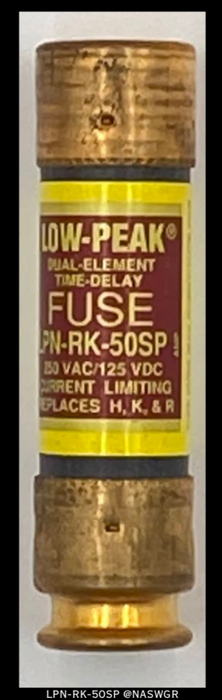 LOW-PEAK®
DUAL-ELEMENT
TIME-DELAY
FUSE
LPN-RK-50SP
AMP
250 VAC/125 VDC
CURRENT LIMITING
REPLACES H, K, & R
LPN-RK-50SP @NASWGR